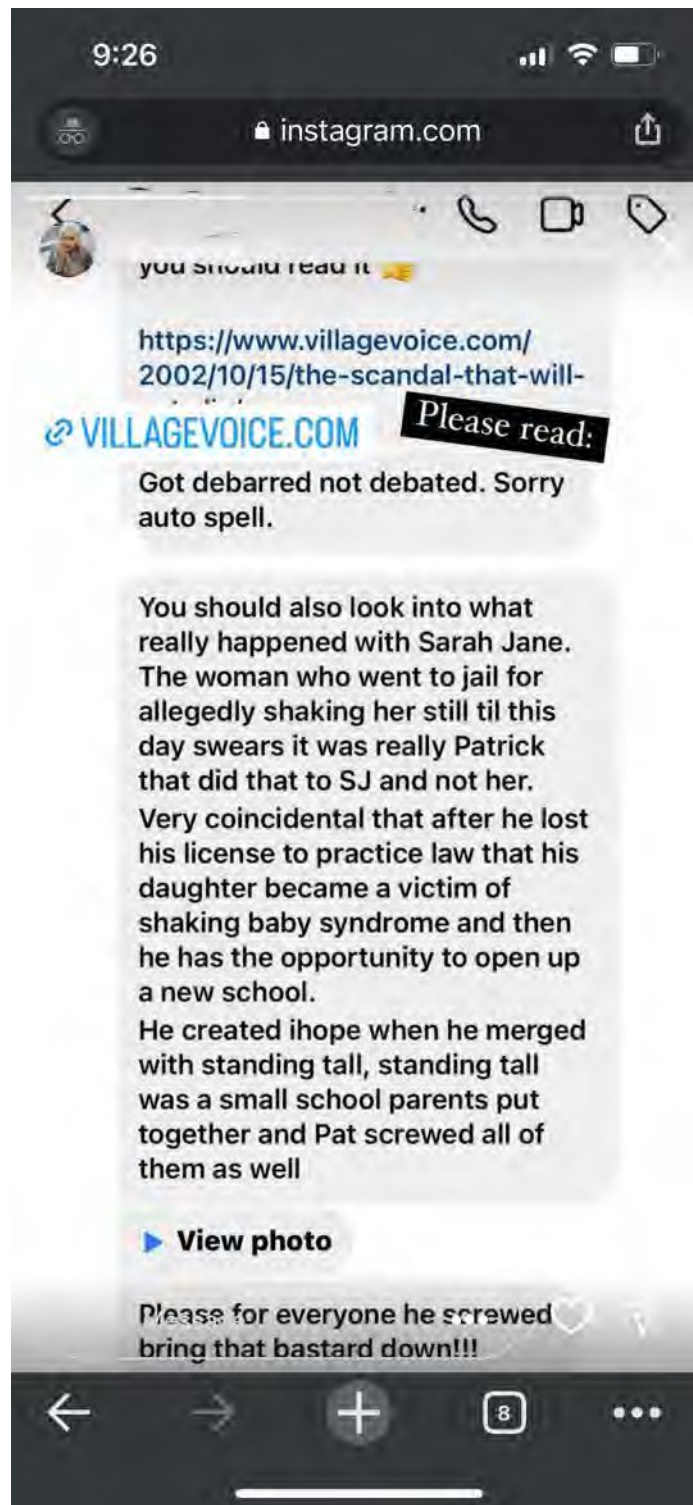 9:26
instagram.com
you should read it
https://www.villagevoice.com/
2002/10/15/the-scandal-that-will-
VILLAGEVOICE.COM
Please read:
Got debarred not debated. Sorry
auto spell.
You should also look into what
really happened with Sarah Jane.
The woman who went to jail for
allegedly shaking her still til this
day swears it was really Patrick
that did that to SJ and not her.
Very coincidental that after he lost
his license to practice law that his
daughter became a victim of
shaking baby syndrome and then
he has the opportunity to open up
a new school.
He created ihope when he merged
with standing tall, standing tall
was a small school parents put
together and Pat screwed all of
them as well
View photo
Please for everyone he screwed
bring that bastard down!!!
8